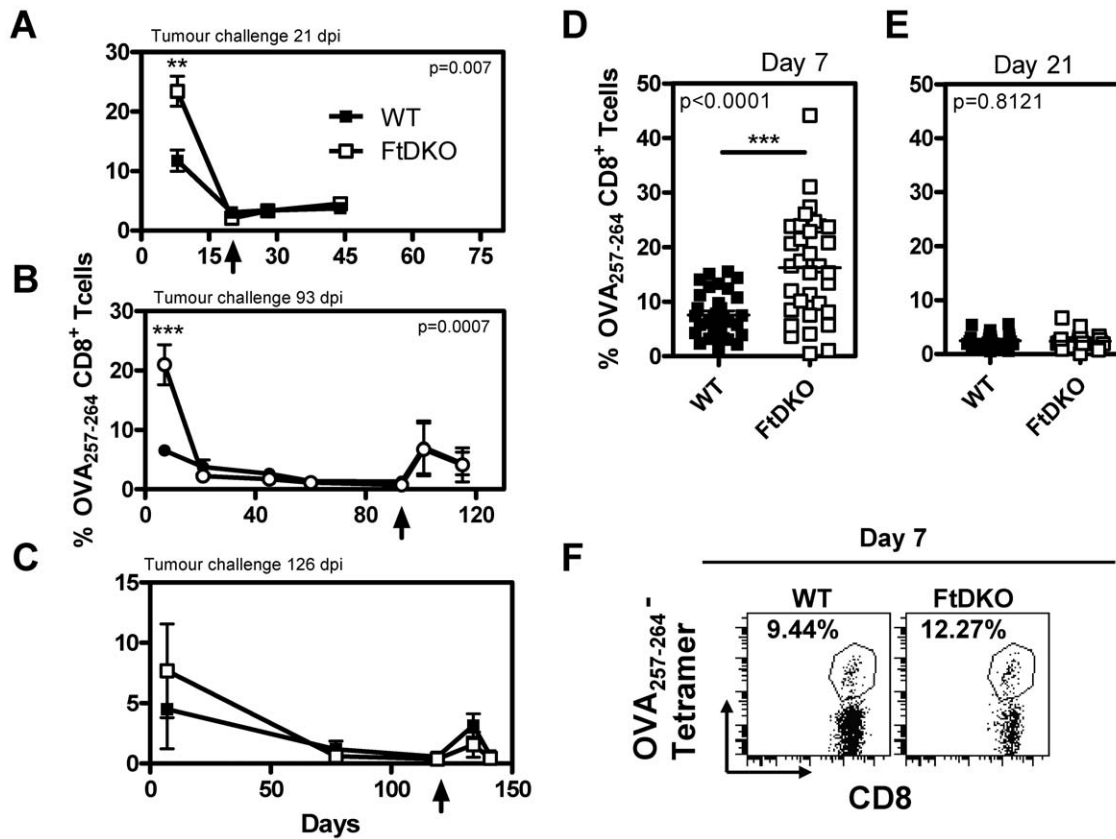 A
Tumour challenge 21 dpi
30
20
10
0
**
p=0.007
WT
FtDKO
0 15 30 45 60 75
B
Tumour challenge 93 dpi
30
20
10
0
***
p=0.0007
0 40 80 120
% OVA257-264 CD8+ Tcells
C
Tumour challenge 126 dpi
15
10
5
0
0 50 100 150
Days
D
Day 7
50
40
30
20
10
0
p<0.0001
***
% OVA257-264 CD8+ Tcells
WT
FtDKO
E
Day 21
50
40
30
20
10
0
p=0.8121
WT
FtDKO
F
Day 7
WT
FtDKO
9.44%
12.27%
OVA257-264-
Tetramer
CD8